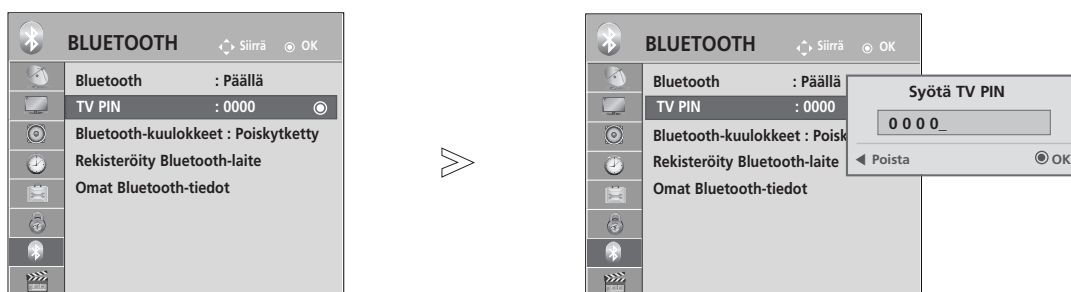 BLUETOOTH Siirrä OK
Bluetooth : Päällä
TV PIN : 0000
Bluetooth-kuulokkeet : Poiskytketty
Rekisteröity Bluetooth-laite
Omat Bluetooth-tiedot
BLUETOOTH Siirrä OK
Bluetooth : Päällä
TV PIN : 0000
Bluetooth-kuulokkeet : Poisk
Rekisteröity Bluetooth-laite
Omat Bluetooth-tiedot
Syötä TV PIN
0 0 0 0_
Poista OK